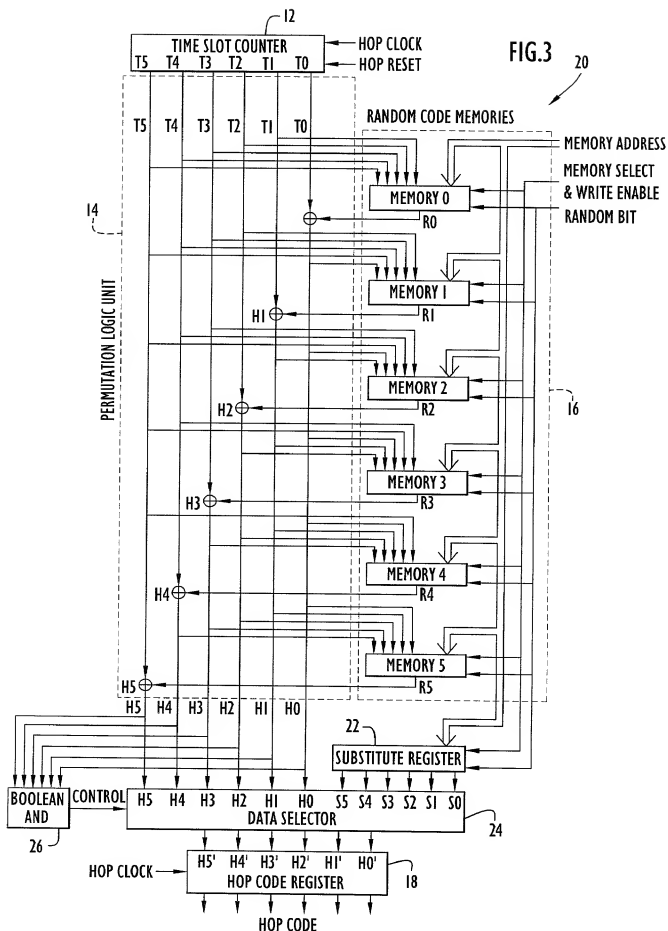 12
TIME SLOT COUNTER
T5 T4 T3 T2 T1 T0
HOP CLOCK
HOP RESET
FIG.3
20
T5 T4 T3 T2 T1 T0
RANDOM CODE MEMORIES
MEMORY ADDRESS
MEMORY SELECT
& WRITE ENABLE
RANDOM BIT
14
PERMUTATION LOGIC UNIT
MEMORY 0
R0
MEMORY 1
H1
R1
MEMORY 2
H2
R2
16
MEMORY 3
H3
R3
MEMORY 4
H4
R4
MEMORY 5
H5
R5
H5 H4 H3 H2 H1 H0
22
SUBSTITUTE REGISTER
BOOLEAN
AND
26
CONTROL
H5 H4 H3 H2 H1 H0 S5 S4 S3 S2 S1 S0
DATA SELECTOR
24
HOP CLOCK
H5' H4' H3' H2' H1' H0'
HOP CODE REGISTER
18
HOP CODE